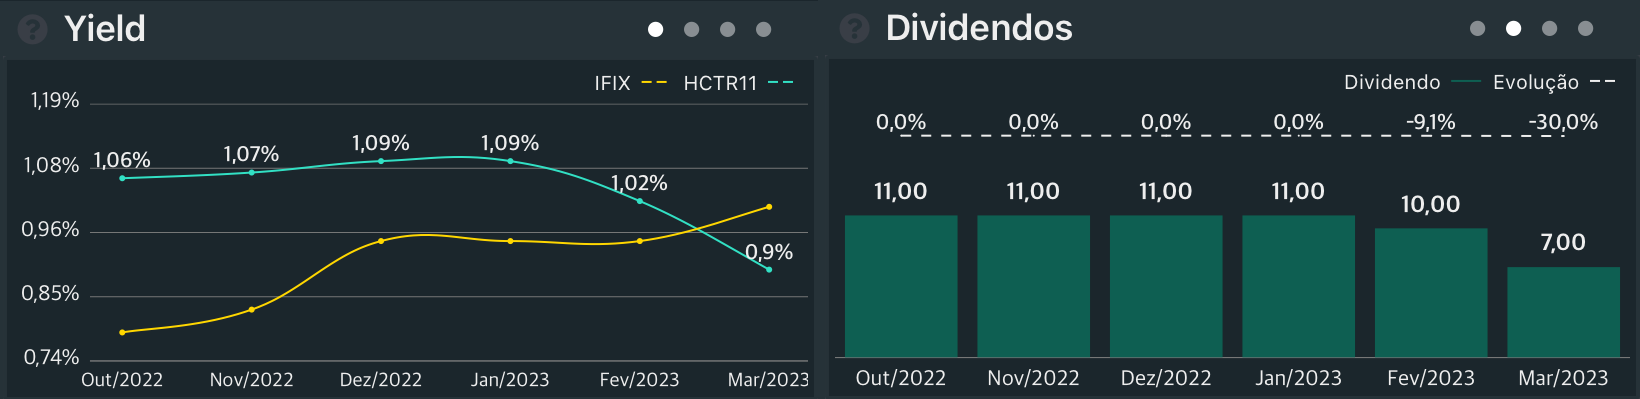 ? Yield
IFIX HCTR11
1,19%
1,08%
0,96%
0,85%
0,74%
1,06% 1,07% 1,09% 1,09% 1,02% 0,9%
Out/2022 Nov/2022 Dez/2022 Jan/2023 Fev/2023 Mar/2023
? Dividendos
Dividendo Evolução
0,0% 0,0% 0,0% 0,0% -9,1% -30,0%
11,00 11,00 11,00 11,00 10,00 7,00
Out/2022 Nov/2022 Dez/2022 Jan/2023 Fev/2023 Mar/2023